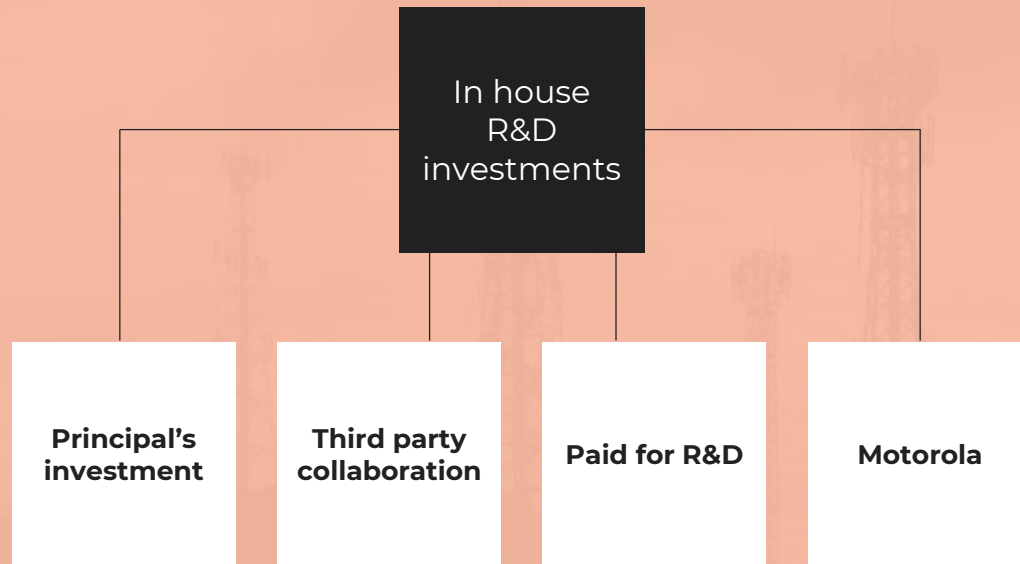 In house
R&D
investments
Principal’s
investment
Third party
collaboration
Paid for R&D
Motorola